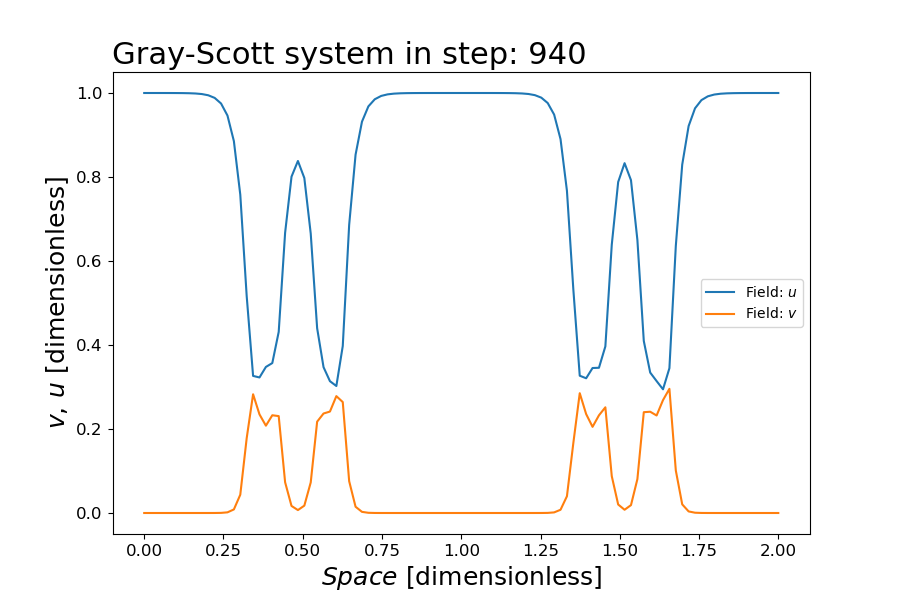 Gray-Scott system in step: 940
1.0
0.8
0.6
0.4
0.2
0.0
v, u [dimensionless]
Field: u
Field: v
0.00 0.25 0.50 0.75 1.00 1.25 1.50 1.75 2.00
Space [dimensionless]